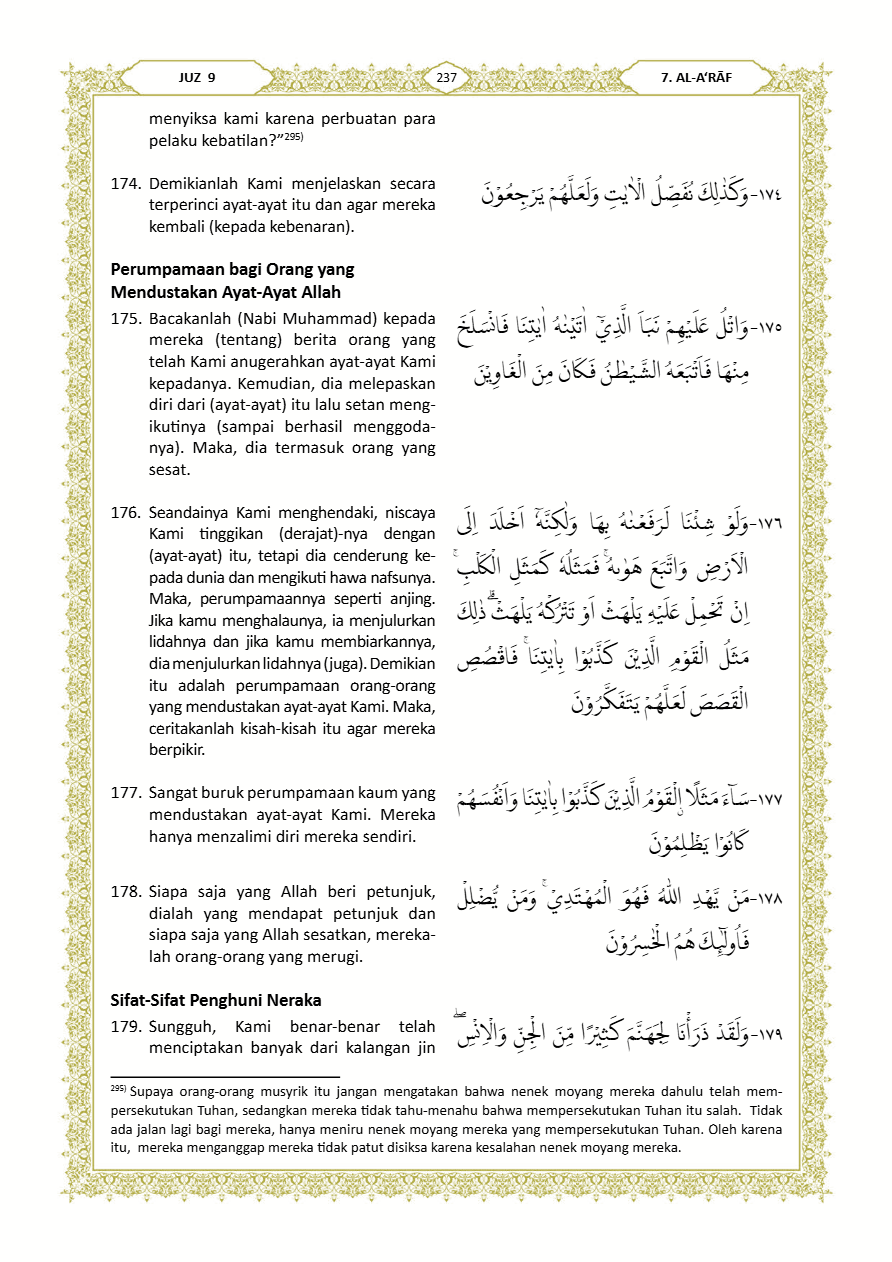 JUZ 9
237
7. AL-A‘RĀF
menyiksa kami karena perbuatan para
pelaku kebatilan?”295)
174. Demikianlah Kami menjelaskan secara
terperinci ayat-ayat itu dan agar mereka
kembali (kepada kebenaran).
١٧٤-وَكَذٰلِكَ نُفَصِّلُ الْاٰيٰتِ وَلَعَلَّهُمْ يَرْجِعُوْنَ
Perumpamaan bagi Orang yang
Mendustakan Ayat-Ayat Allah
175. Bacakanlah (Nabi Muhammad) kepada
mereka (tentang) berita orang yang
telah Kami anugerahkan ayat-ayat Kami
kepadanya. Kemudian, dia melepaskan
diri dari (ayat-ayat) itu lalu setan meng-
ikutinya (sampai berhasil menggoda-
nya). Maka, dia termasuk orang yang
sesat.
١٧٥-وَاتْلُ عَلَيْهِمْ نَبَاَ الَّذِيْٓ اٰتَيْنٰهُ اٰيٰتِنَا فَانْسَلَخَ
مِنْهَا فَاَتْبَعَهُ الشَّيْطٰنُ فَكَانَ مِنَ الْغَاوِيْنَ
176. Seandainya Kami menghendaki, niscaya
Kami tinggikan (derajat)-nya dengan
(ayat-ayat) itu, tetapi dia cenderung ke-
pada dunia dan mengikuti hawa nafsunya.
Maka, perumpamaannya seperti anjing.
Jika kamu menghalaunya, ia menjulurkan
lidahnya dan jika kamu membiarkannya,
dia menjulurkan lidahnya (juga). Demikian
itu adalah perumpamaan orang-orang
yang mendustakan ayat-ayat Kami. Maka,
ceritakanlah kisah-kisah itu agar mereka
berpikir.
١٧٦-وَلَوْ شِئْنَا لَرَفَعْنٰهُ بِهَا وَلٰكِنَّهٗٓ اَخْلَدَ اِلَى
الْاَرْضِ وَاتَّبَعَ هَوٰىهُۚ فَمَثَلُهٗ كَمَثَلِ الْكَلْبِۚ
اِنْ تَحْمِلْ عَلَيْهِ يَلْهَثْ اَوْ تَتْرُكْهُ يَلْهَثْۗ ذٰلِكَ
مَثَلُ الْقَوْمِ الَّذِيْنَ كَذَّبُوْا بِاٰيٰتِنَاۚ فَاقْصُصِ
الْقَصَصَ لَعَلَّهُمْ يَتَفَكَّرُوْنَ
177. Sangat buruk perumpamaan kaum yang
mendustakan ayat-ayat Kami. Mereka
hanya menzalimi diri mereka sendiri.
١٧٧-سَاۤءَ مَثَلًا ۨالْقَوْمُ الَّذِيْنَ كَذَّبُوْا بِاٰيٰتِنَا وَاَنْفُسَهُمْ
كَانُوْا يَظْلِمُوْنَ
178. Siapa saja yang Allah beri petunjuk,
dialah yang mendapat petunjuk dan
siapa saja yang Allah sesatkan, mereka-
lah orang-orang yang merugi.
١٧٨-مَنْ يَّهْدِ اللّٰهُ فَهُوَ الْمُهْتَدِيْۚ وَمَنْ يُّضْلِلْ
فَاُولٰۤىِٕكَ هُمُ الْخٰسِرُوْنَ
Sifat-Sifat Penghuni Neraka
179. Sungguh, Kami benar-benar telah
menciptakan banyak dari kalangan jin
١٧٩-وَلَقَدْ ذَرَأْنَا لِجَهَنَّمَ كَثِيْرًا مِّنَ الْجِنِّ وَالْاِنْسِۖ
295) Supaya orang-orang musyrik itu jangan mengatakan bahwa nenek moyang mereka dahulu telah mem-
persekutukan Tuhan, sedangkan mereka tidak tahu-menahu bahwa mempersekutukan Tuhan itu salah. Tidak
ada jalan lagi bagi mereka, hanya meniru nenek moyang mereka yang mempersekutukan Tuhan. Oleh karena
itu, mereka menganggap mereka tidak patut disiksa karena kesalahan nenek moyang mereka.